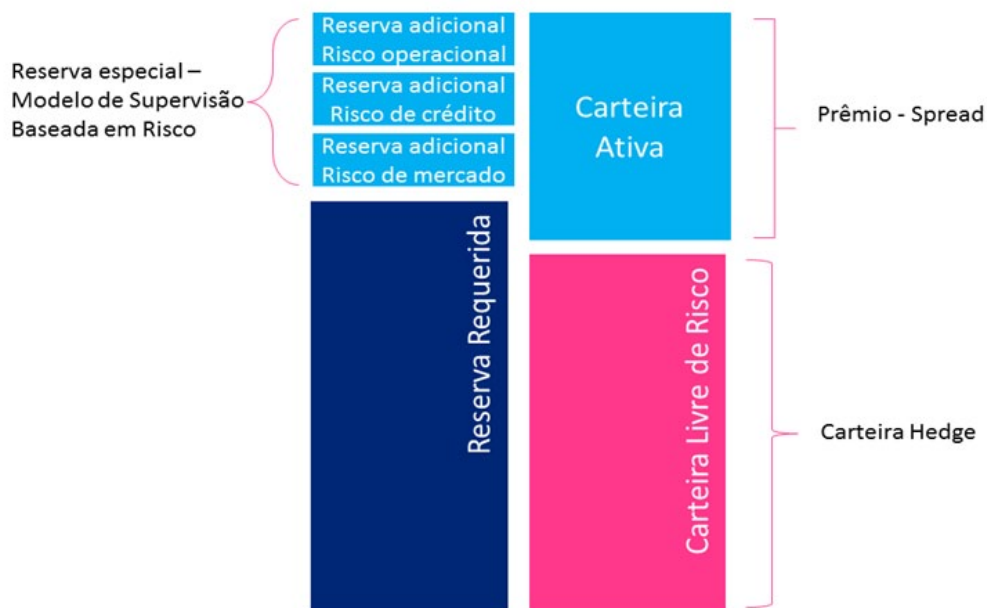 Reserva especial –
Modelo de Supervisão
Baseada em Risco
Reserva adicional
Risco operacional
Reserva adicional
Risco de crédito
Reserva adicional
Risco de mercado
Reserva Requerida
Carteira
Ativa
Carteira Livre de Risco
Prêmio - Spread
Carteira Hedge